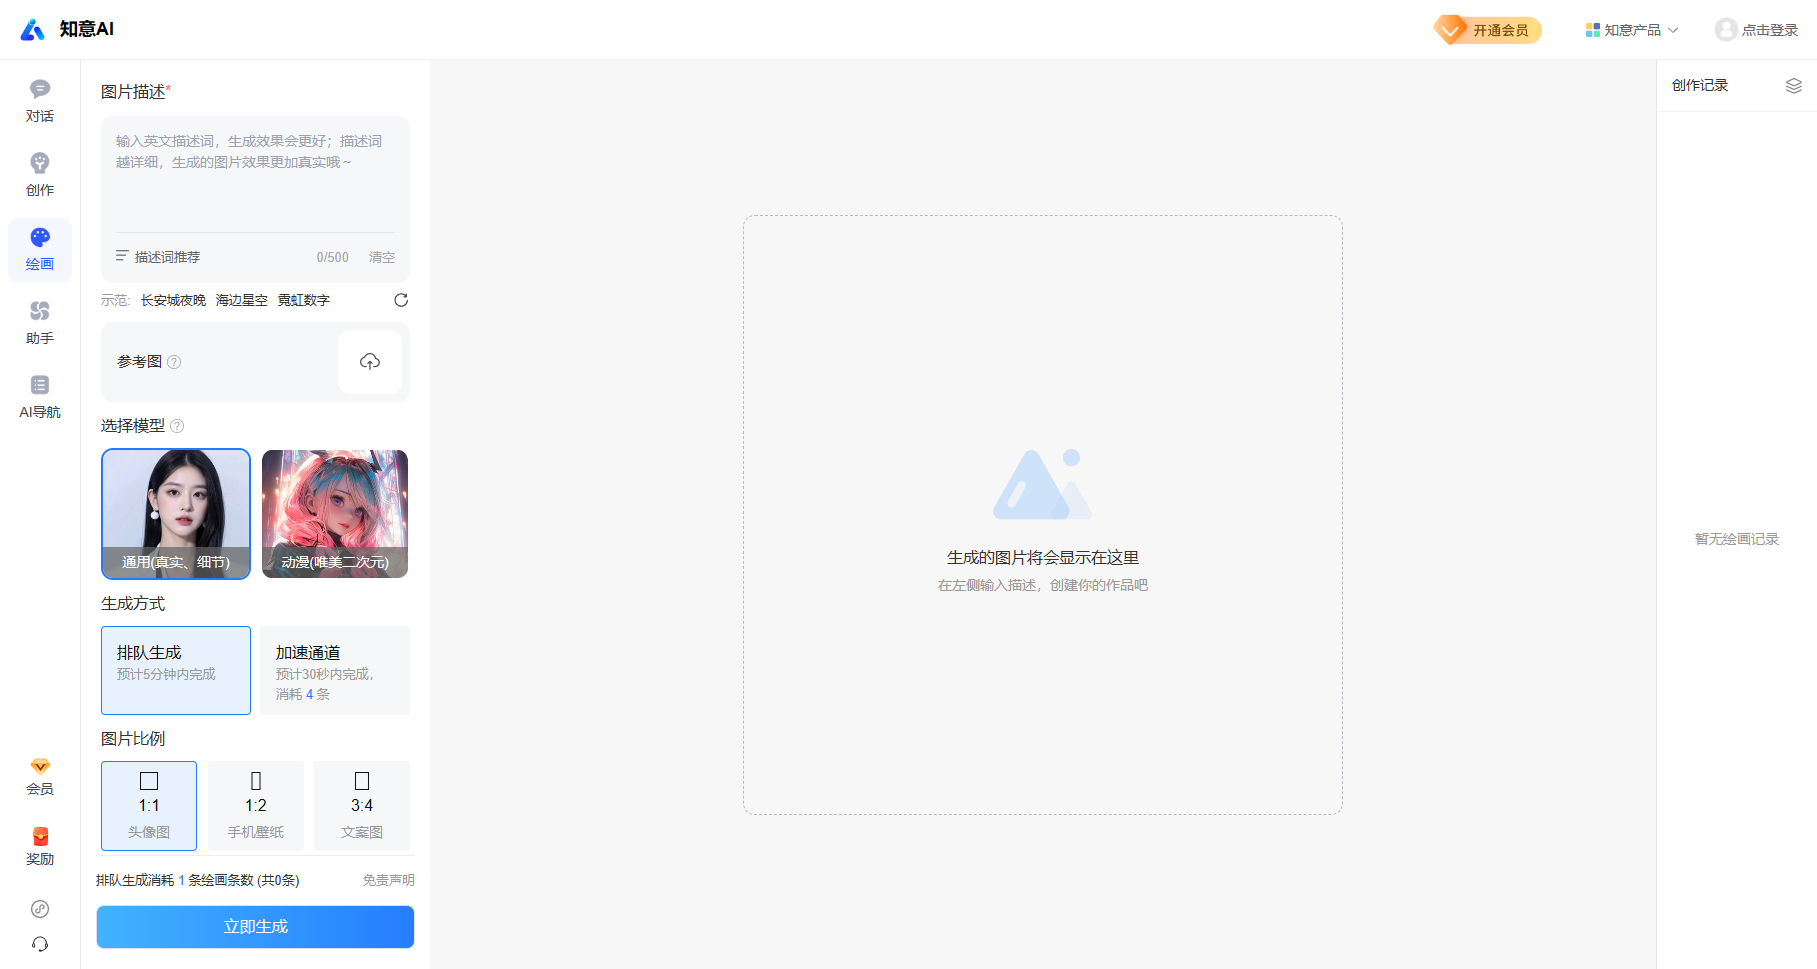 知意AI
开通会员
知意产品
点击登录
对话
创作
绘画
助手
AI导航
会员
奖励
图片描述*
输入英文描述词，生成效果会更好；描述词
越详细，生成的图片效果更加真实哦～
描述词推荐
0/500
清空
示范:
长安城夜晚
海边星空
霓虹数字
参考图
?
选择模型
?
通用(真实、细节)
动漫(唯美二次元)
生成方式
排队生成
预计5分钟内完成
加速通道
预计30秒内完成，
消耗 4 条
图片比例
1:1
头像图
1:2
手机壁纸
3:4
文案图
排队生成消耗 1 条绘画条数 (共0条)
免责声明
立即生成
生成的图片将会显示在这里
在左侧输入描述，创建你的作品吧
创作记录
暂无绘画记录